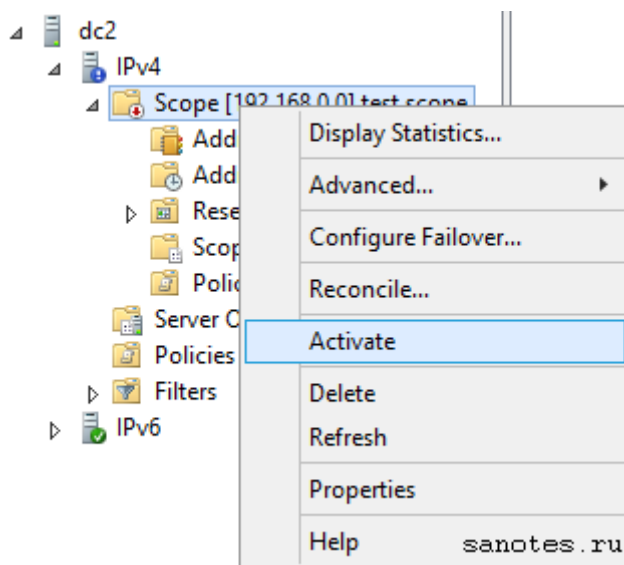 dc2
IPv4
Scope [192.168.0.0] test scope
Add
Add
Rese
Scop
Polic
Server O
Policies
Filters
IPv6
Display Statistics...
Advanced...
Configure Failover...
Reconcile...
Activate
Delete
Refresh
Properties
Help
sanotes.ru